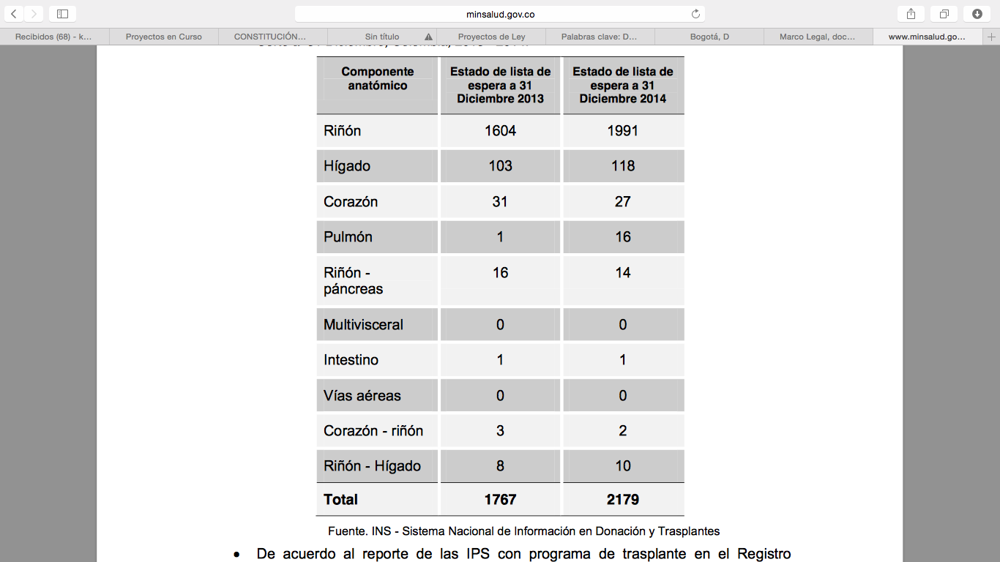 minsalud.gov.co
Recibidos (68) - k...
Proyectos en Curso
CONSTITUCIÓN...
Sin título
Proyectos de Ley
Palabras clave: D...
Bogotá, D
Marco Legal, doc...
www.minsalud.go...
Componente anatómico Estado de lista de espera a 31 Diciembre 2013 Estado de lista de espera a 31 Diciembre 2014
Riñón 1604 1991
Hígado 103 118
Corazón 31 27
Pulmón 1 16
Riñón - páncreas 16 14
Multivisceral 0 0
Intestino 1 1
Vías aéreas 0 0
Corazón - riñón 3 2
Riñón - Hígado 8 10
Total 1767 2179
Fuente. INS - Sistema Nacional de Información en Donación y Trasplantes
• De acuerdo al reporte de las IPS con programa de trasplante en el Registro